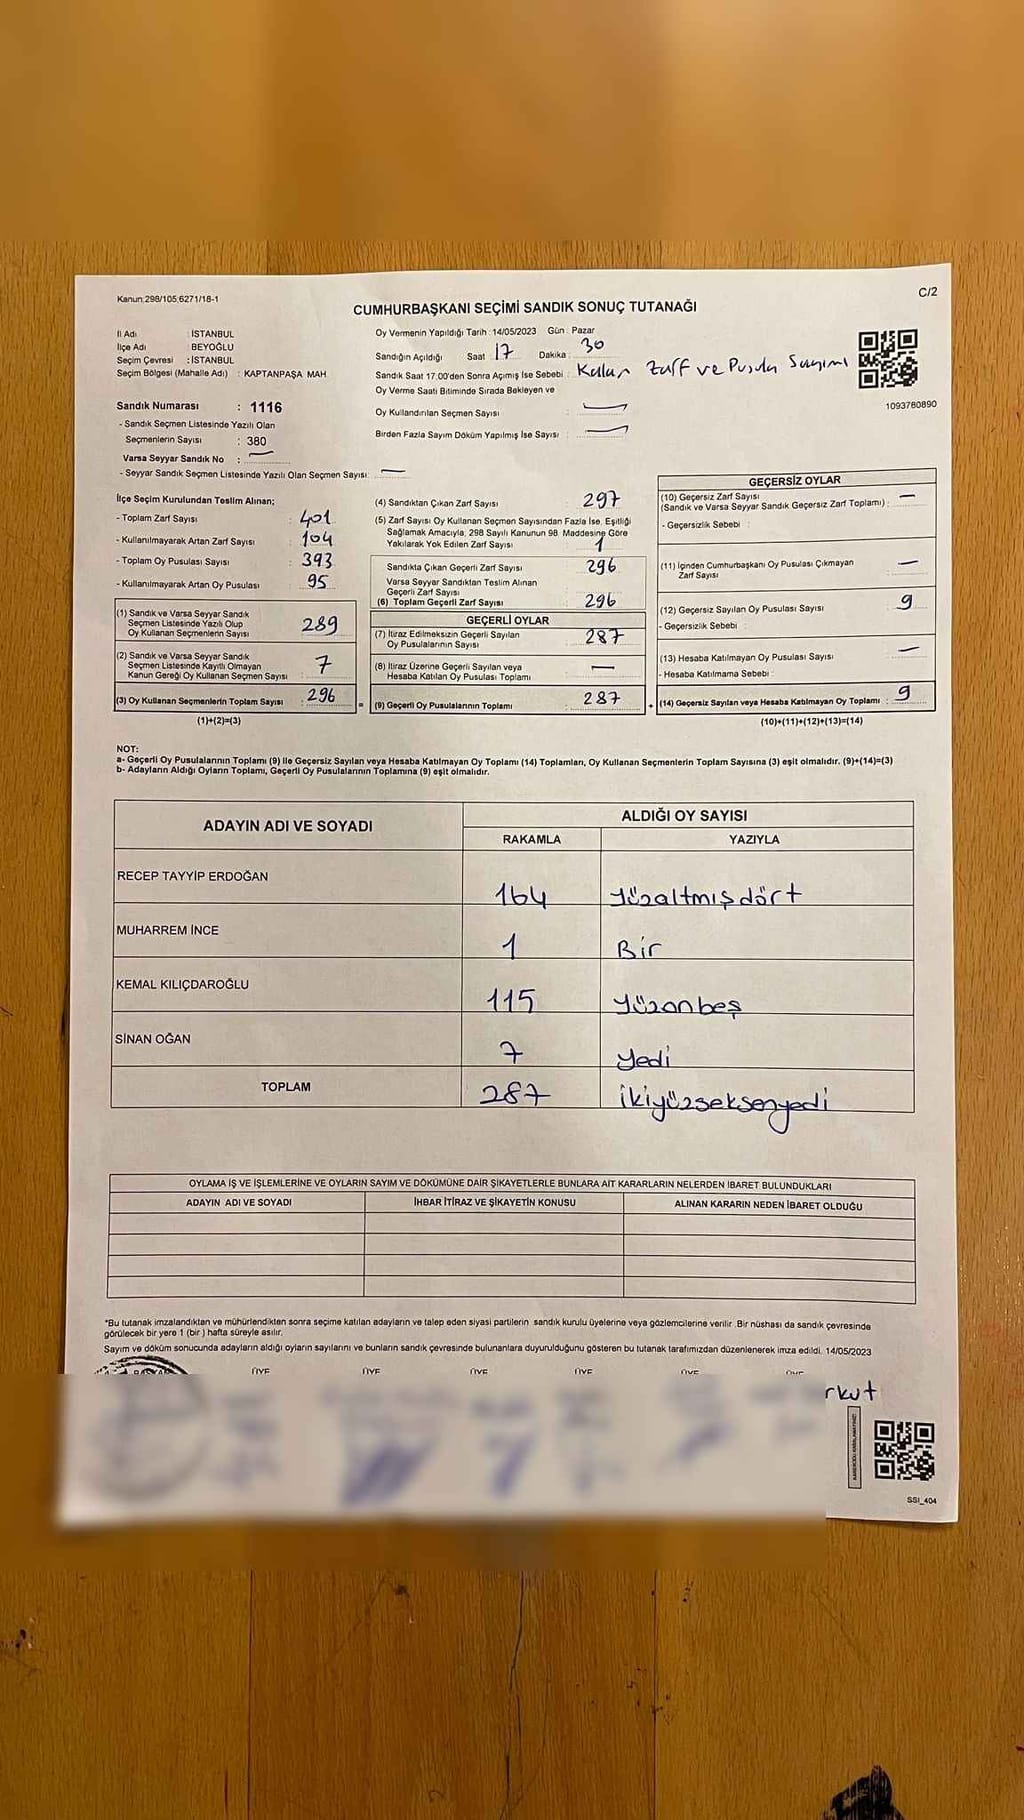 Kanun:298/105;6271/18-1
C/2
CUMHURBAŞKANI SEÇİMİ SANDIK SONUÇ TUTANAĞI
İl Adı : İSTANBUL
İlçe Adı : BEYOĞLU
Seçim Çevresi : İSTANBUL
Seçim Bölgesi (Mahalle Adı) : KAPTANPAŞA MAH
Sandık Numarası : 1116
- Sandık Seçmen Listesinde Yazılı Olan
Seçmenlerin Sayısı : 380
Varsa Seyyar Sandık No : —
- Seyyar Sandık Seçmen Listesinde Yazılı Olan Seçmen Sayısı: —
Oy Vermenin Yapıldığı Tarih : 14/05/2023 Gün : Pazar
Sandığın Açıldığı Saat 17 Dakika : 30
Sandık Saat 17.00'den Sonra Açımış İse Sebebi : Kalan Zarf ve Pusula Sayımı
Oy Verme Saati Bitiminde Sırada Bekleyen ve
Oy Kullandırılan Seçmen Sayısı : —
Birden Fazla Sayım Döküm Yapılmış İse Sayısı : —
1093780890
İlçe Seçim Kurulundan Teslim Alınan;
- Toplam Zarf Sayısı : 401
- Kullanılmayarak Artan Zarf Sayısı : 104
- Toplam Oy Pusulası Sayısı : 393
- Kullanılmayarak Artan Oy Pusulası : 95
(1) Sandık ve Varsa Seyyar Sandık
Seçmen Listesinde Yazılı Olup
Oy Kullanan Seçmenlerin Sayısı : 289
(2) Sandık ve Varsa Seyyar Sandık
Seçmen Listesinde Kayıtlı Olmayan
Kanun Gereği Oy Kullanan Seçmen Sayısı : 7
(3) Oy Kullanan Seçmenlerin Toplam Sayısı : 296
(1)+(2)=(3)
(4) Sandıktan Çıkan Zarf Sayısı : 297
(5) Zarf Sayısı Oy Kullanan Seçmen Sayısından Fazla İse, Eşitliği
Sağlamak Amacıyla, 298 Sayılı Kanunun 98. Maddesine Göre
Yakılarak Yok Edilen Zarf Sayısı : 1
Sandıkta Çıkan Geçerli Zarf Sayısı : 296
Varsa Seyyar Sandıktan Teslim Alınan
Geçerli Zarf Sayısı
(6) Toplam Geçerli Zarf Sayısı : 296
GEÇERLİ OYLAR
(7) İtiraz Edilmeksizin Geçerli Sayılan
Oy Pusulalarının Sayısı : 287
(8) İtiraz Üzerine Geçerli Sayılan veya
Hesaba Katılan Oy Pusulası Toplamı : —
= (9) Geçerli Oy Pusulalarının Toplamı : 287
GEÇERSİZ OYLAR
(10) Geçersiz Zarf Sayısı
(Sandık ve Varsa Seyyar Sandık Geçersiz Zarf Toplamı) : —
- Geçersizlik Sebebi :
(11) İçinden Cumhurbaşkanı Oy Pusulası Çıkmayan
Zarf Sayısı : —
(12) Geçersiz Sayılan Oy Pusulası Sayısı : 9
- Geçersizlik Sebebi :
(13) Hesaba Katılmayan Oy Pusulası Sayısı : —
- Hesaba Katılmama Sebebi :
+ (14) Geçersiz Sayılan veya Hesaba Katılmayan Oy Toplamı : 9
(10)+(11)+(12)+(13)=(14)
NOT:
a- Geçerli Oy Pusulalarının Toplamı (9) ile Geçersiz Sayılan veya Hesaba Katılmayan Oy Toplamı (14) Toplamları, Oy Kullanan Seçmenlerin Toplam Sayısına (3) eşit olmalıdır. (9)+(14)=(3)
b- Adayların Aldığı Oyların Toplamı, Geçerli Oy Pusulalarının Toplamına (9) eşit olmalıdır.
ADAYIN ADI VE SOYADI ALDIĞI OY SAYISI
RAKAMLA YAZIYLA
RECEP TAYYİP ERDOĞAN 164 Yüzaltmışdört
MUHARREM İNCE 1 Bir
KEMAL KILIÇDAROĞLU 115 Yüzonbeş
SİNAN OĞAN 7 Yedi
TOPLAM 287 ikiyüzseksenyedi
OYLAMA İŞ VE İŞLEMLERİNE VE OYLARIN SAYIM VE DÖKÜMÜNE DAİR ŞİKAYETLERLE BUNLARA AİT KARARLARIN NELERDEN İBARET BULUNDUKLARI
ADAYIN ADI VE SOYADI İHBAR İTİRAZ VE ŞİKAYETİN KONUSU ALINAN KARARIN NEDEN İBARET OLDUĞU
*Bu tutanak imzalandıktan ve mühürlendikten sonra seçime katılan adayların ve talep eden siyasi partilerin sandık kurulu üyelerine veya gözlemcilerine verilir .Bir nüshası da sandık çevresinde
görülecek bir yere 1 (bir ) hafta süreyle asılır.
Sayım ve döküm sonucunda adayların aldığı oyların sayılarını ve bunların sandık çevresinde bulunanlara duyurulduğunu gösteren bu tutanak tarafımızdan düzenlenerek imza edildi. 14/05/2023
ÜYE ÜYE ÜYE ÜYE ÜYE ÜYE
rkut
SSI_404